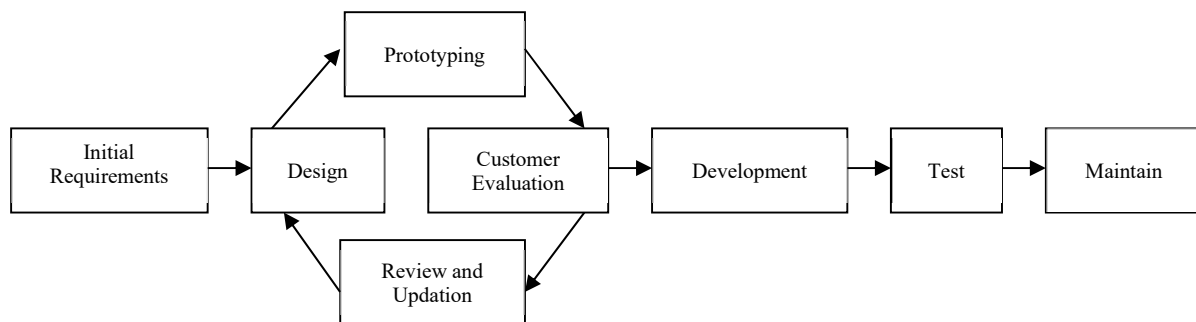 Prototyping
Initial
Requirements
Design
Customer
Evaluation
Development
Test
Maintain
Review and
Updation